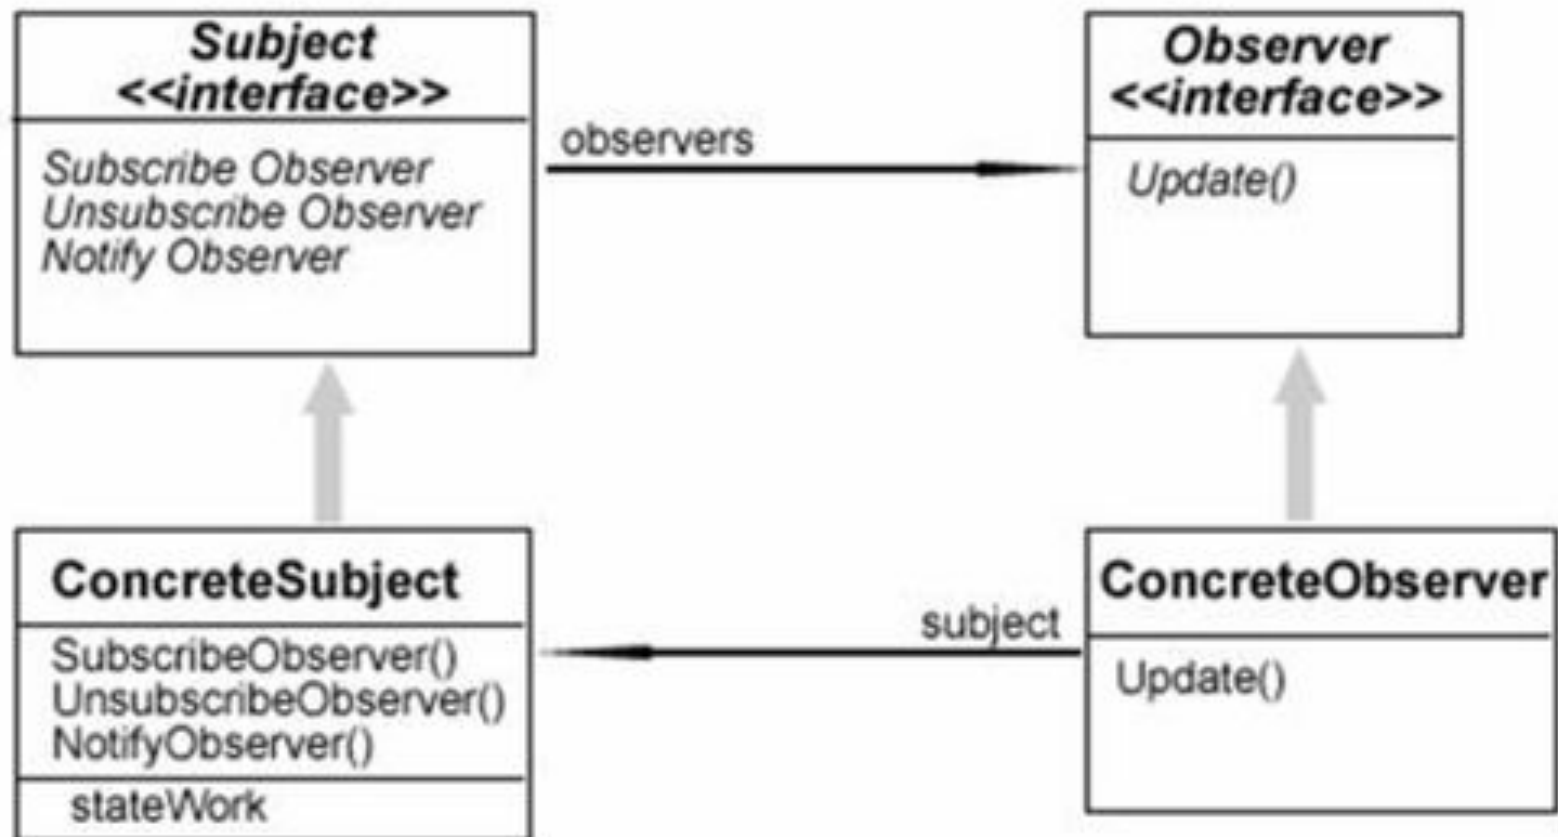 Subject
<<interface>>
Subscribe Observer
Unsubscribe Observer
Notify Observer
observers
Observer
<<interface>>
Update()
ConcreteSubject
SubscribeObserver()
UnsubscribeObserver()
NotifyObserver()
stateWork
subject
ConcreteObserver
Update()